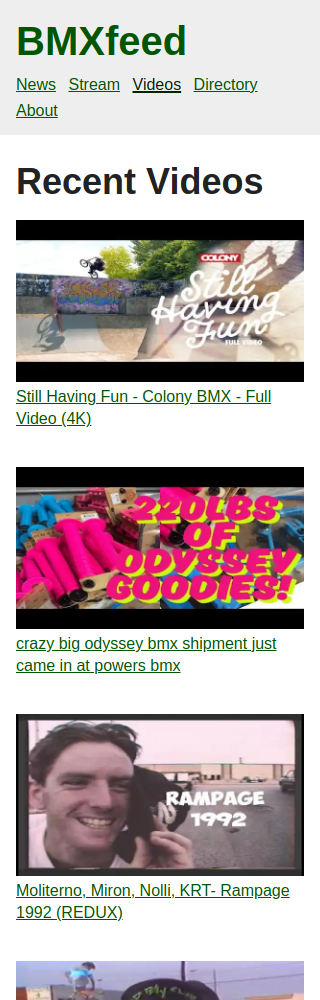 BMXfeed
News Stream Videos Directory
About
Recent Videos
COLONY
Still
Having
Fun
FULL VIDEO
Still Having Fun - Colony BMX - Full
Video (4K)
220LBS
OF
ODYSSEY
GOODIES!
crazy big odyssey bmx shipment just
came in at powers bmx
RAMPAGE
1992
Moliterno, Miron, Nolli, KRT- Rampage
1992 (REDUX)